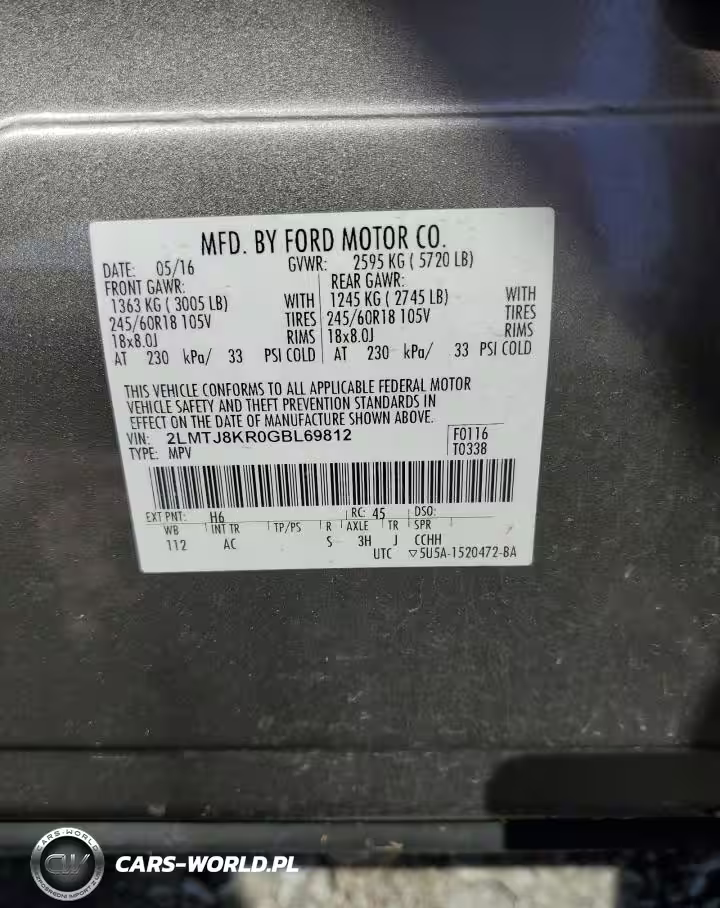 MFD. BY FORD MOTOR CO.
DATE: 05/16 GVWR: 2595 KG ( 5720 LB)
FRONT GAWR: REAR GAWR:
1363 KG ( 3005 LB) WITH 1245 KG ( 2745 LB) WITH
245/60R18 105V TIRES 245/60R18 105V TIRES
18x8.0J RIMS 18x8.0J RIMS
AT 230 kPa/ 33 PSI COLD AT 230 kPa/ 33 PSI COLD
THIS VEHICLE CONFORMS TO ALL APPLICABLE FEDERAL MOTOR
VEHICLE SAFETY AND THEFT PREVENTION STANDARDS IN
EFFECT ON THE DATE OF MANUFACTURE SHOWN ABOVE.
VIN: 2LMTJ8KR0GBL69812 F0116
TYPE: MPV T0338
EXT PNT: H6 RC: 45 DSO:
WB INT TR TP/PS R AXLE TR SPR
112 AC S 3H J CCHH
UTC ▽5U5A-1520472-BA
CARS-WORLD
CW
CARS-WORLD.PL